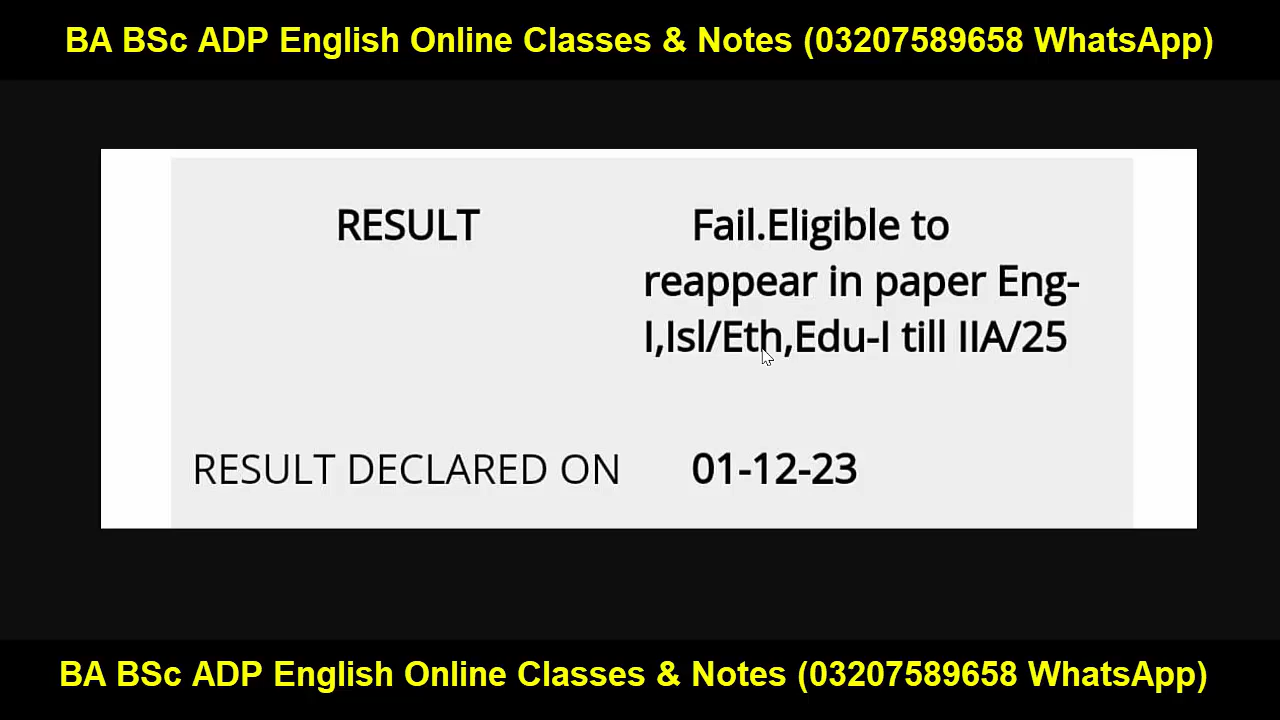 BA BSc ADP English Online Classes & Notes (03207589658 WhatsApp)
RESULT Fail.Eligible to
reappear in paper Eng-
I,Isl/Eth,Edu-I till IIA/25
RESULT DECLARED ON 01-12-23
BA BSc ADP English Online Classes & Notes (03207589658 WhatsApp)